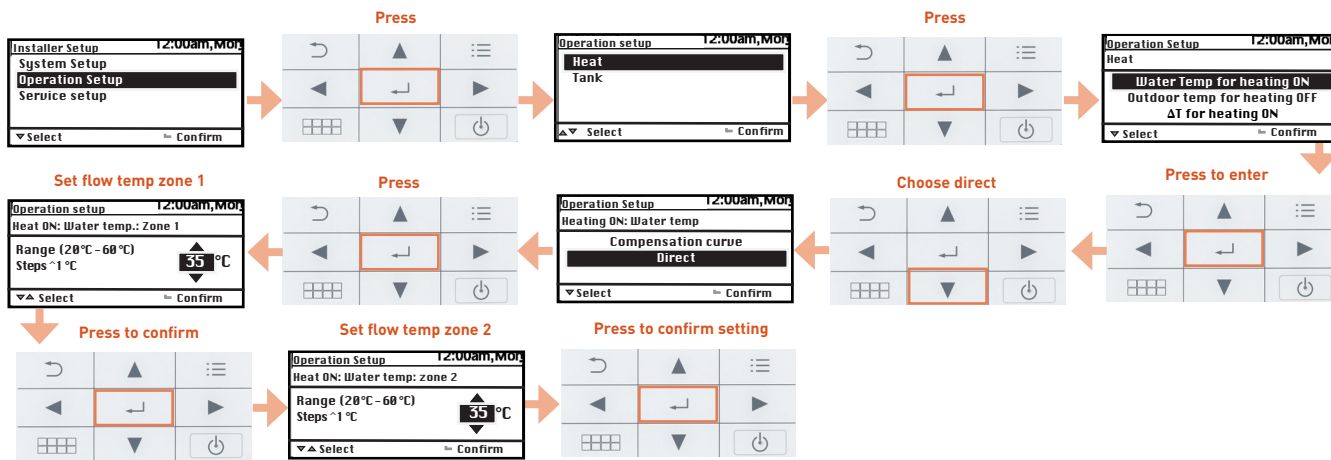 Press
Press
Installer Setup 12:00am,Mon
System Setup
Operation Setup
Service setup
▼Select Confirm
Operation setup 12:00am,Mon
Heat
Tank
▲▼ Select Confirm
Operation Setup 12:00am,Mon
Heat
Water Temp for heating ON
Outdoor temp for heating OFF
ΔT for heating ON
▼ Select Confirm
Set flow temp zone 1
Press
Choose direct
Press to enter
Operation setup 12:00am,Mon
Heat ON: Water temp.: Zone 1
Range (20°C-60°C)
Steps ^1°C
35 °C
▼▲ Select Confirm
Operation Setup 12:00am,Mon
Heating ON: Water temp
Compensation curve
Direct
▼Select Confirm
Press to confirm
Set flow temp zone 2
Press to confirm setting
Operation Setup 12:00am,Mon
Heat ON: Water temp: zone 2
Range (20°C-60°C)
Steps ^1°C
35 °C
▼▲ Select Confirm